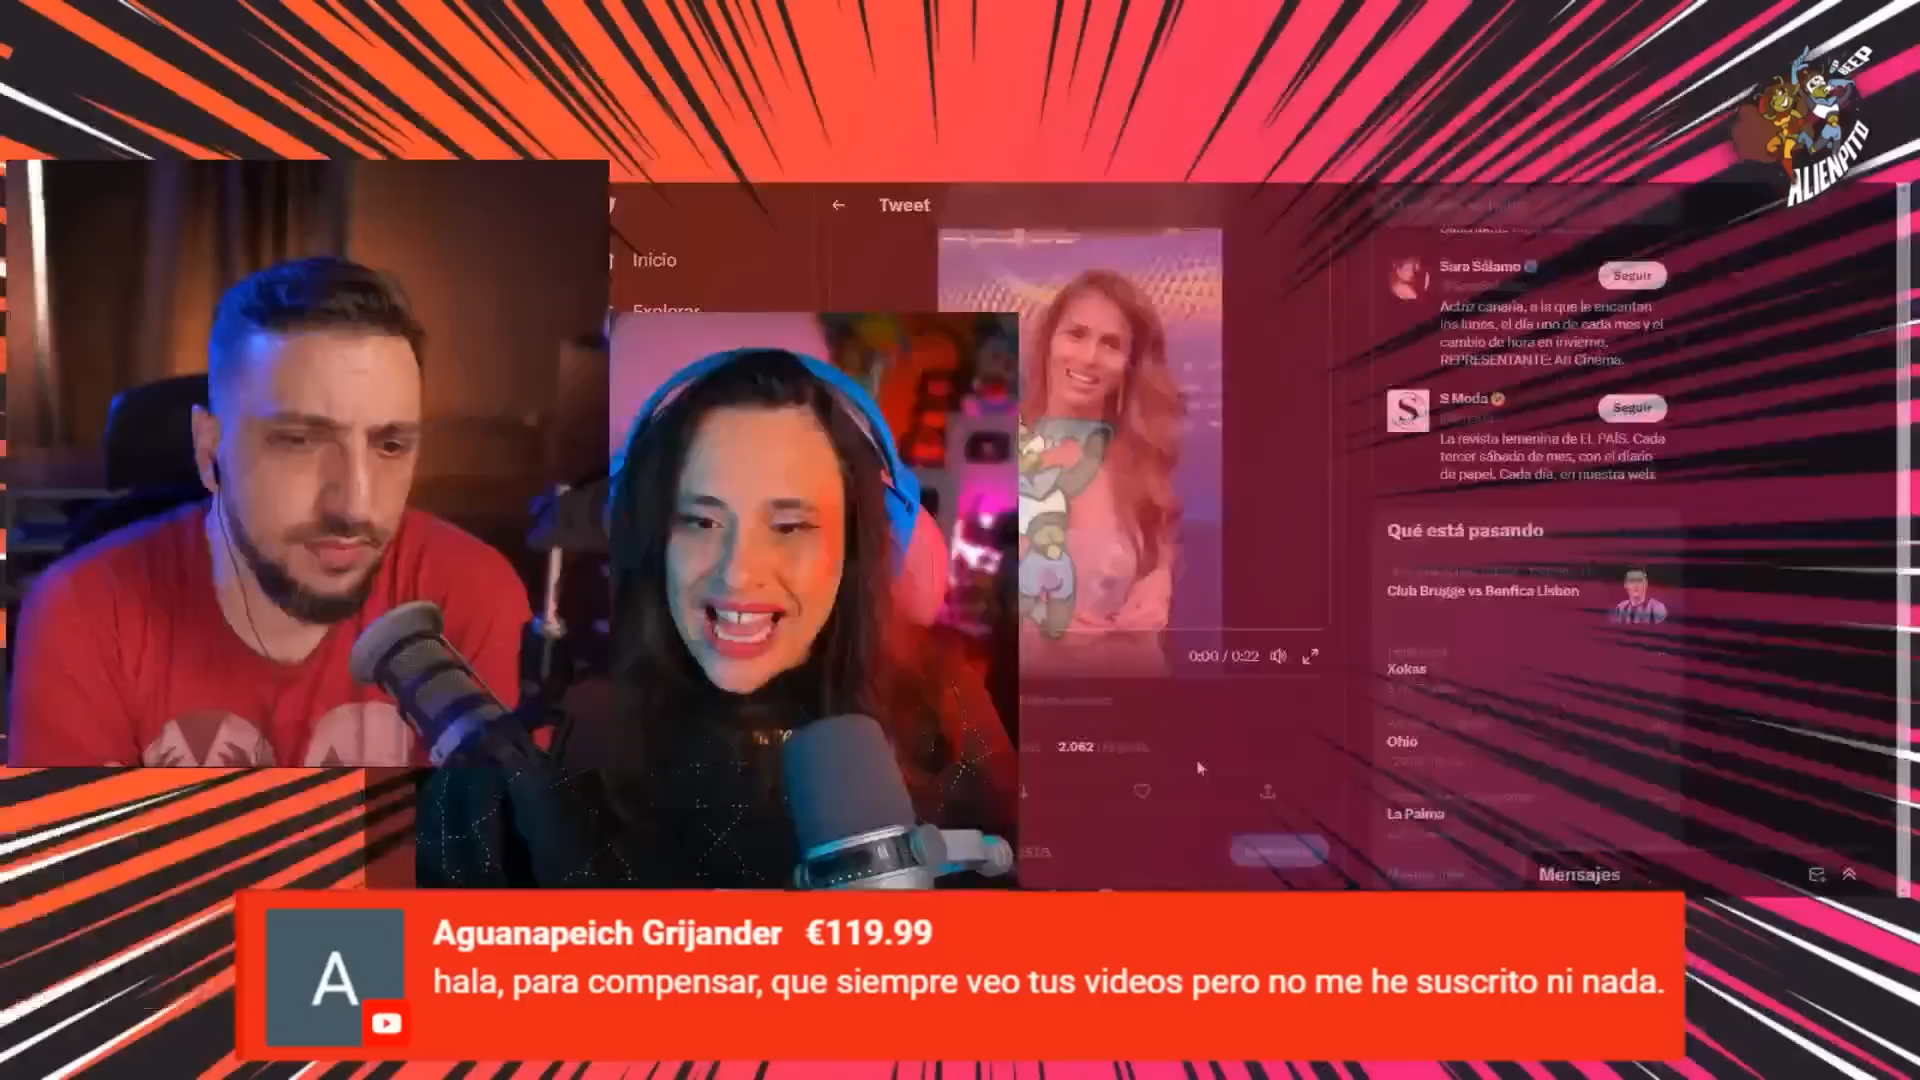 BEEP
ALIENPITO
Tweet
Inicio
Explorar
Sara Sálamo
Seguir
Actriz canaria, a la que le encantan
los lunes, el día uno de cada mes y el
cambio de hora en invierno.
REPRESENTANTE: An Cinema.
S
S Moda
Seguir
La revista femenina de EL PAÍS. Cada
tercer sábado de mes, con el diario
de papel. Cada día, en nuestra web:
Qué está pasando
Club Brugge vs Benfica Lisbon
0:00 / 0:22
Xokas
2.062
Ohio
La Palma
Mensajes
A
Aguanapeich Grijander €119.99
hala, para compensar, que siempre veo tus videos pero no me he suscrito ni nada.